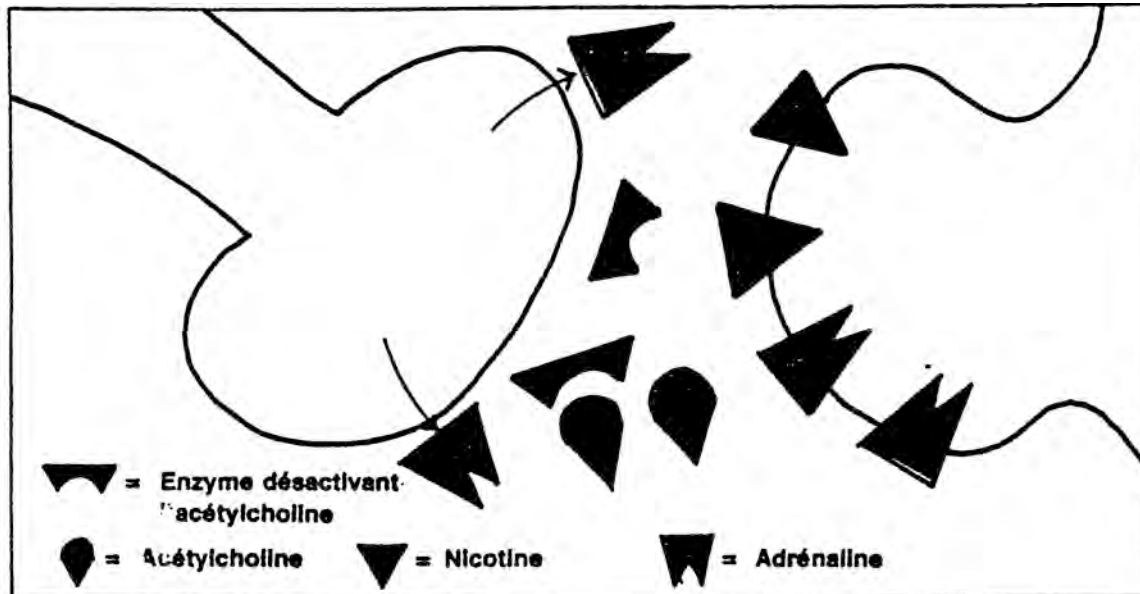 = Enzyme désactivant
l'acétylcholine
= Acétylcholine
= Nicotine
= Adrénaline